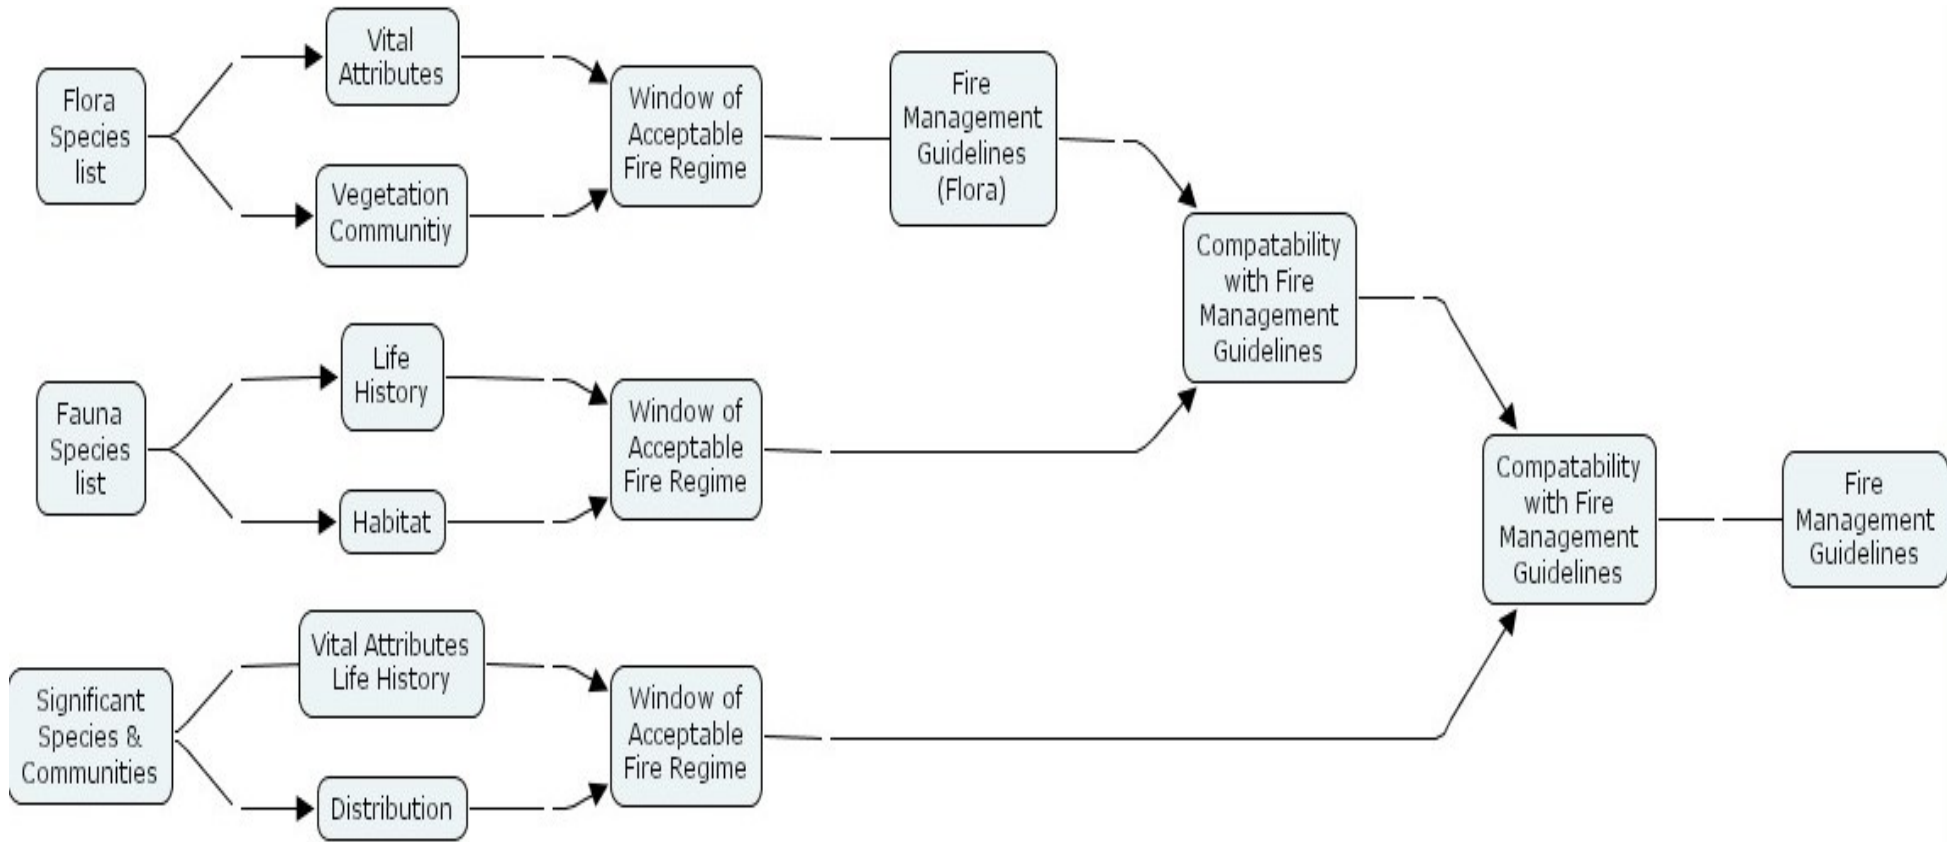 Flora
Species
list
Vital
Attributes
Vegetation
Communitiy
Window of
Acceptable
Fire Regime
Fire
Management
Guidelines
(Flora)
Fauna
Species
list
Life
History
Habitat
Window of
Acceptable
Fire Regime
Compatability
with Fire
Management
Guidelines
Significant
Species &
Communities
Vital Attributes
Life History
Distribution
Window of
Acceptable
Fire Regime
Compatability
with Fire
Management
Guidelines
Fire
Management
Guidelines